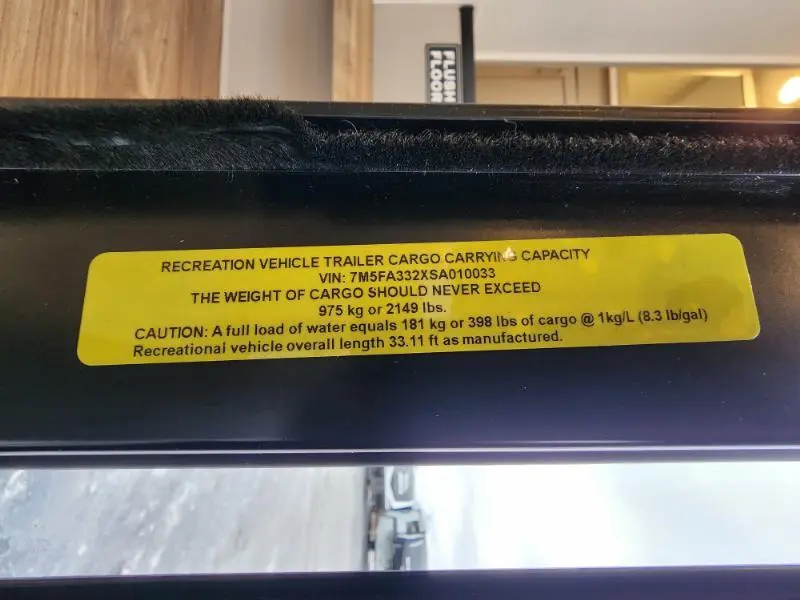 FLUSH
FLOOR
RECREATION VEHICLE TRAILER CARGO CARRYING CAPACITY
VIN: 7M5FA332XSA010033
THE WEIGHT OF CARGO SHOULD NEVER EXCEED
975 kg or 2149 lbs.
CAUTION: A full load of water equals 181 kg or 398 lbs of cargo @ 1kg/L (8.3 lb/gal)
Recreational vehicle overall length 33.11 ft as manufactured.